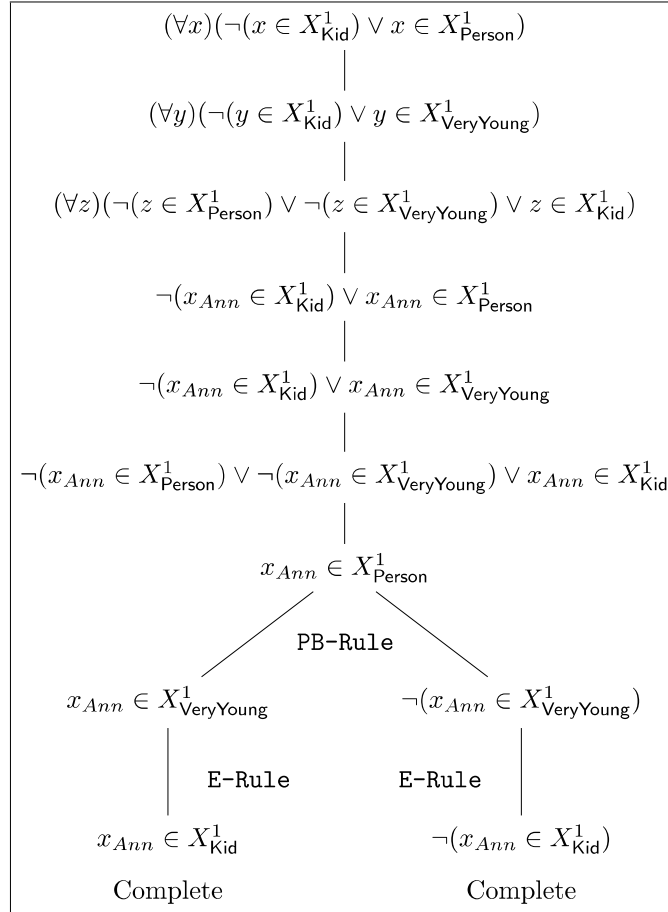 (∀x)(¬(x ∈ X¹_Kid) ∨ x ∈ X¹_Person)
(∀y)(¬(y ∈ X¹_Kid) ∨ y ∈ X¹_VeryYoung)
(∀z)(¬(z ∈ X¹_Person) ∨ ¬(z ∈ X¹_VeryYoung) ∨ z ∈ X¹_Kid)
¬(x_Ann ∈ X¹_Kid) ∨ x_Ann ∈ X¹_Person
¬(x_Ann ∈ X¹_Kid) ∨ x_Ann ∈ X¹_VeryYoung
¬(x_Ann ∈ X¹_Person) ∨ ¬(x_Ann ∈ X¹_VeryYoung) ∨ x_Ann ∈ X¹_Kid
x_Ann ∈ X¹_Person
PB-Rule
x_Ann ∈ X¹_VeryYoung
¬(x_Ann ∈ X¹_VeryYoung)
E-Rule
E-Rule
x_Ann ∈ X¹_Kid
¬(x_Ann ∈ X¹_Kid)
Complete
Complete